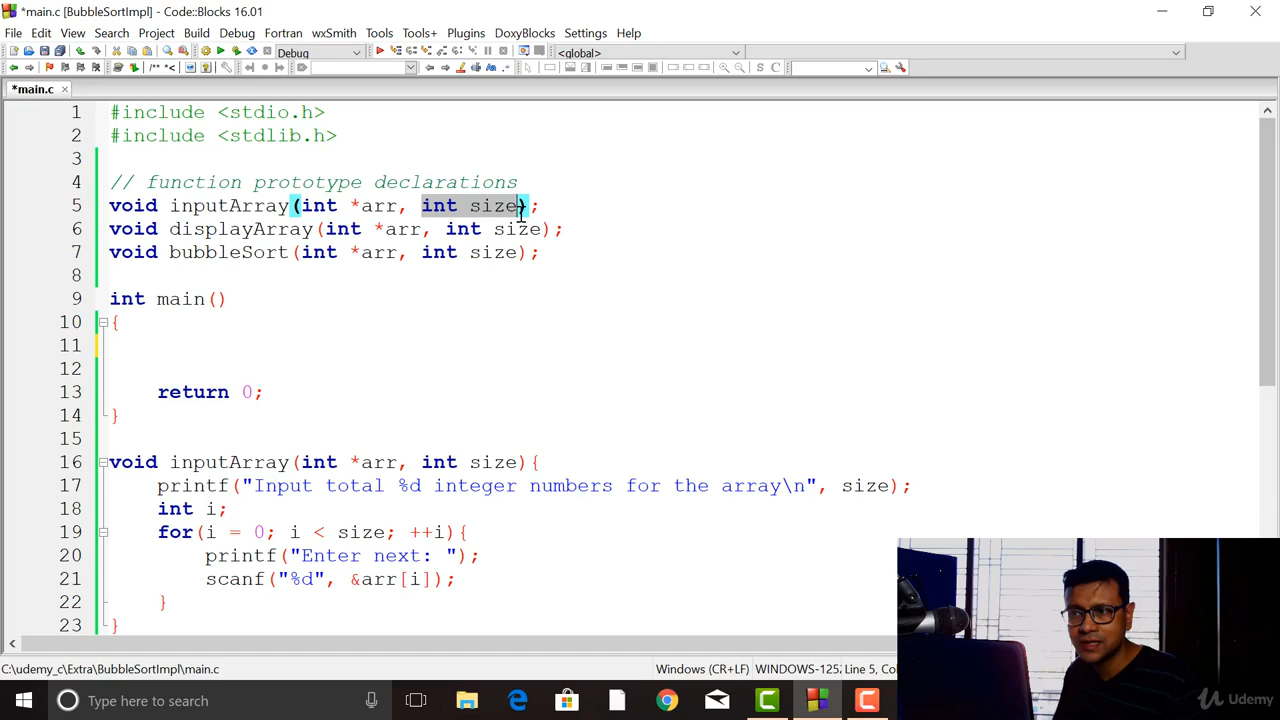 *main.c [BubbleSortImpl] - Code::Blocks 16.01
File Edit View Search Project Build Debug Fortran wxSmith Tools Tools+ Plugins DoxyBlocks Settings Help
Debug <global>
/** *< S C
*main.c
1 #include <stdio.h>
2 #include <stdlib.h>
3
4 // function prototype declarations
5 void inputArray(int *arr, int size);
6 void displayArray(int *arr, int size);
7 void bubbleSort(int *arr, int size);
8
9 int main()
10 {
11
12
13 return 0;
14 }
15
16 void inputArray(int *arr, int size){
17 printf("Input total %d integer numbers for the array\n", size);
18 int i;
19 for(i = 0; i < size; ++i){
20 printf("Enter next: ");
21 scanf("%d", &arr[i]);
22 }
23 }
C:\udemy_c\Extra\BubbleSortImpl\main.c Windows (CR+LF) WINDOWS-125 Line 5,
Type here to search
Udemy